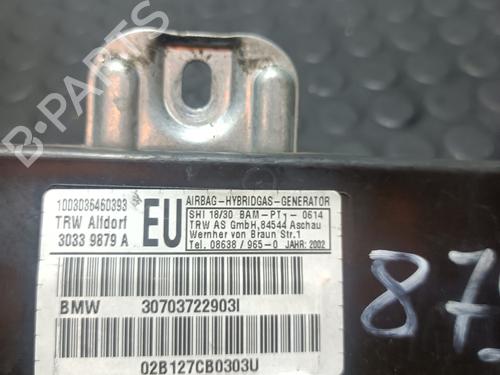 B-PARTS
1003036460393
TRW Alfdorf
3033 9879 A
EU
AIRBAG-HYBRIDGAS-GENERATOR
SHI 18/30 BAM-PT1-0614
TRW AS GmbH,84544 Aschau
Wernher von Braun Str.1
Tel. 08638/965-0 JAHR: 2002
BMW 30703722903I
02B127CB0303U